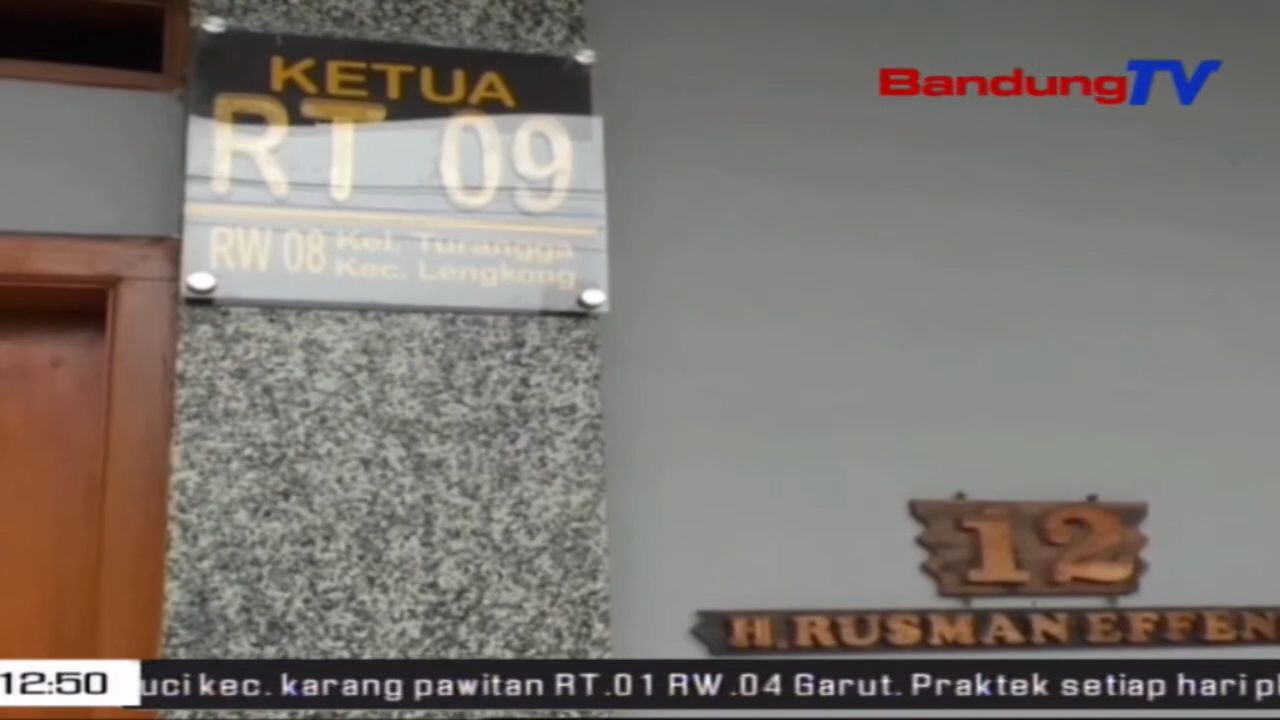 KETUA
RT 09
RW 08 Kel. Turangga
Kec. Lengkong
BandungTV
12
H.RUSMAN EFFEN
12:50 uci kec. karang pawitan RT.01 RW.04 Garut. Praktek setiap hari p